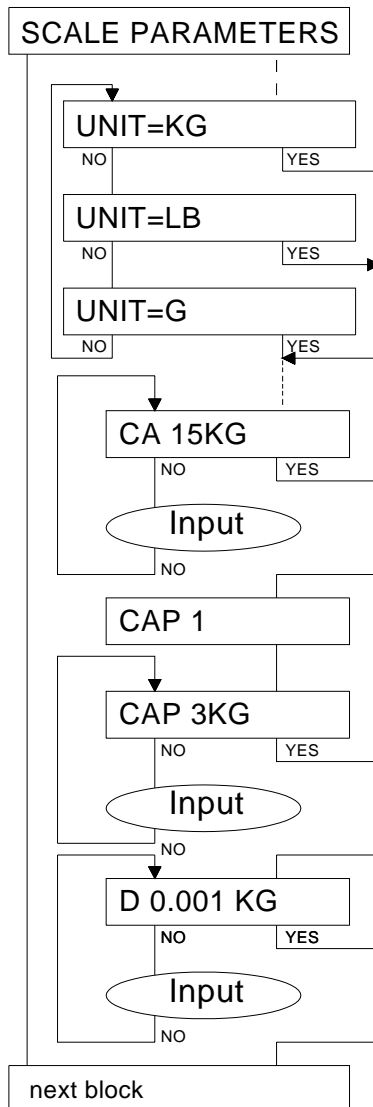 SCALE PARAMETERS
UNIT=KG
NO YES
UNIT=LB
NO YES
UNIT=G
NO YES
CA 15KG
NO YES
Input
NO
CAP 1
CAP 3KG
NO YES
Input
NO
D 0.001 KG
NO YES
Input
NO
next block